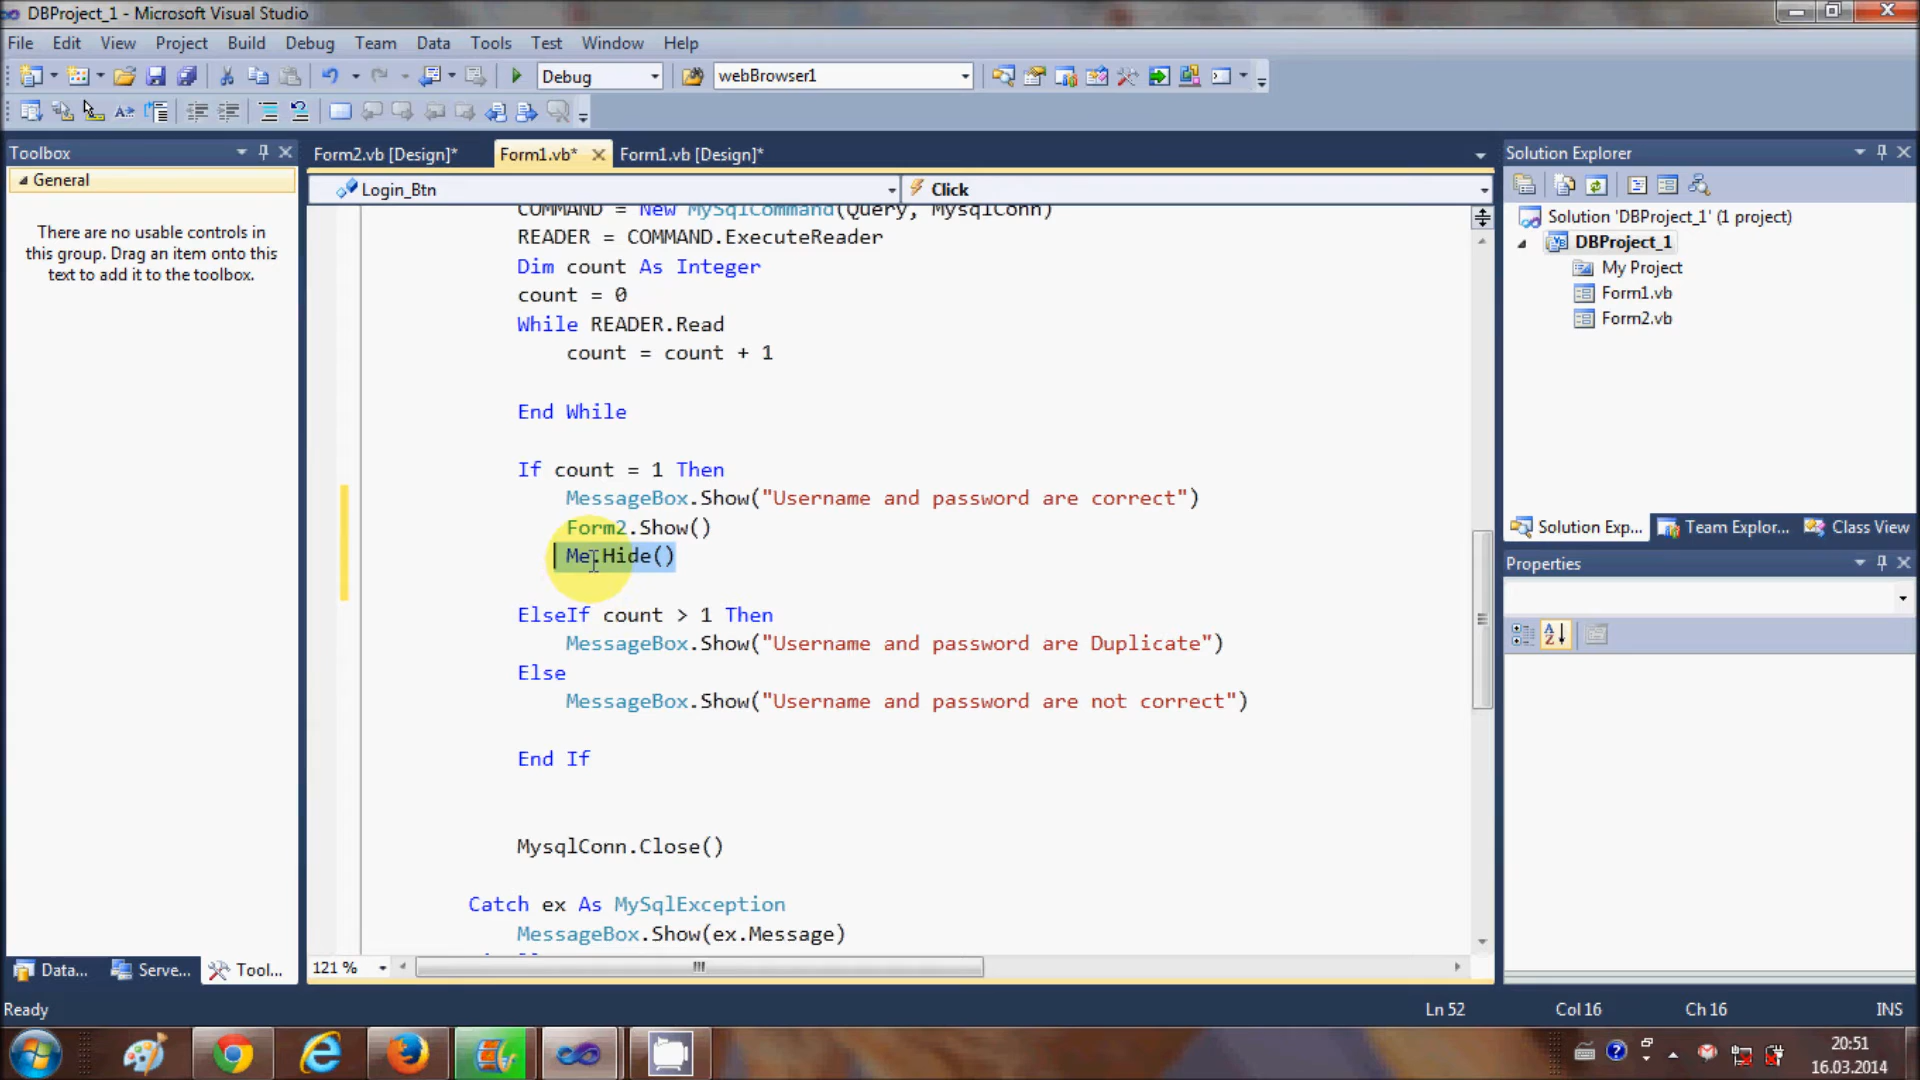 DBProject_1 - Microsoft Visual Studio
File Edit View Project Build Debug Team Data Tools Test Window Help
Debug webBrowser1
Toolbox
Form2.vb [Design]* Form1.vb* Form1.vb [Design]*
Solution Explorer
General
Login_Btn Click
There are no usable controls in
this group. Drag an item onto this
text to add it to the toolbox.
COMMAND = New MySqlCommand(Query, MysqlConn)
READER = COMMAND.ExecuteReader
Dim count As Integer
count = 0
While READER.Read
count = count + 1
End While
If count = 1 Then
MessageBox.Show("Username and password are correct")
Form2.Show()
Me.Hide()
ElseIf count > 1 Then
MessageBox.Show("Username and password are Duplicate")
Else
MessageBox.Show("Username and password are not correct")
End If
MysqlConn.Close()
Catch ex As MySqlException
MessageBox.Show(ex.Message)
Solution 'DBProject_1' (1 project)
DBProject_1
My Project
Form1.vb
Form2.vb
Solution Exp... Team Explor... Class View
Properties
Data... Serve... Tool...
121 %
Ready Ln 52 Col 16 Ch 16 INS
20:51
16.03.2014